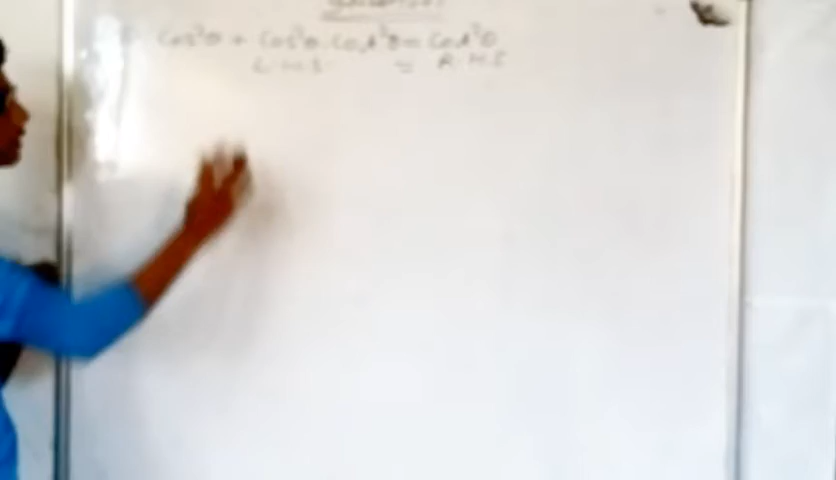 Cos²θ + Cos²θ.Cot²θ = Cot²θ
L.H.S = R.H.S